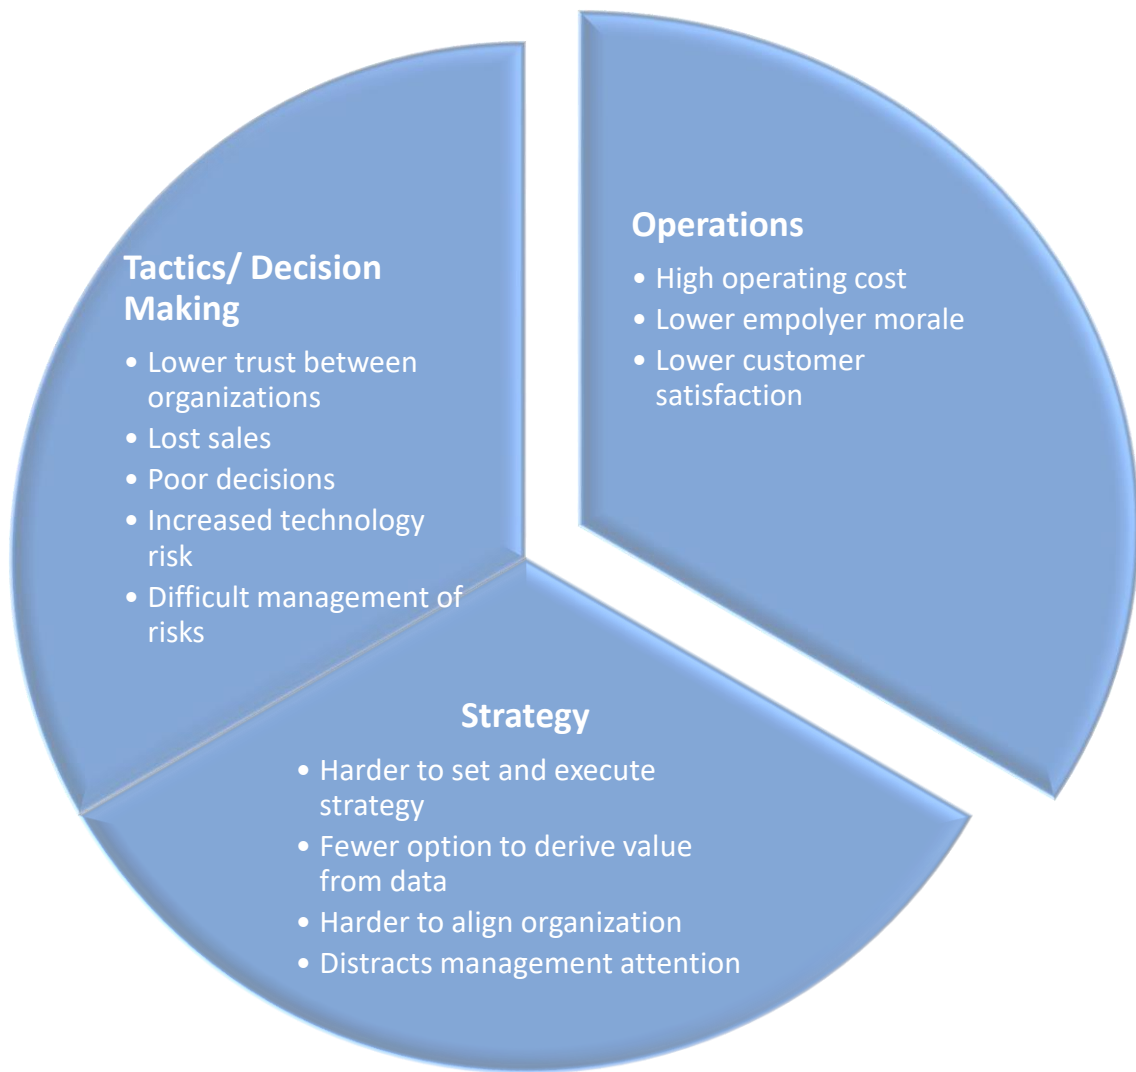 Operations
• High operating cost
• Lower empolyer morale
• Lower customer
satisfaction
Tactics/ Decision
Making
• Lower trust between
organizations
• Lost sales
• Poor decisions
• Increased technology
risk
• Difficult management of
risks
Strategy
• Harder to set and execute
strategy
• Fewer option to derive value
from data
• Harder to align organization
• Distracts management attention